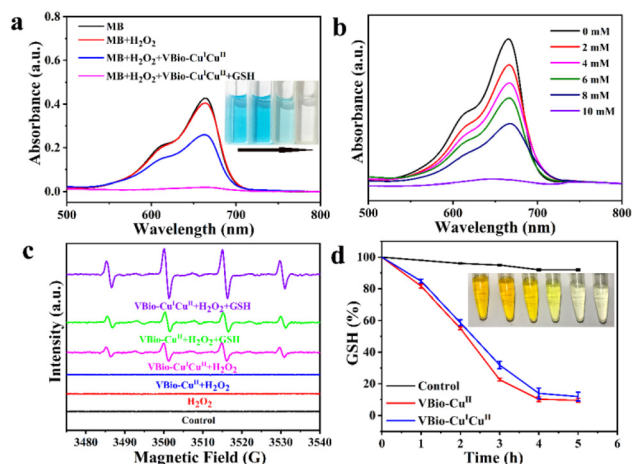 a
MB
MB+H₂O₂
MB+H₂O₂+VBio-CuᴵCuᴵᴵ
MB+H₂O₂+VBio-CuᴵCuᴵᴵ+GSH
0.8
0.6
0.4
0.2
0.0
Absorbance (a.u.)
500 600 700 800
Wavelength (nm)
b
0 mM
2 mM
4 mM
6 mM
8 mM
10 mM
Absorbance (a.u.)
500 600 700 800
Wavelength (nm)
c
VBio-CuᴵCuᴵᴵ+H₂O₂+GSH
VBio-Cuᴵᴵ+H₂O₂+GSH
VBio-CuᴵCuᴵᴵ+H₂O₂
VBio-Cuᴵᴵ+H₂O₂
H₂O₂
Control
Intensity (a.u.)
3480 3490 3500 3510 3520 3530 3540
Magnetic Field (G)
d
100
80
60
40
20
0
GSH (%)
Control
VBio-Cuᴵᴵ
VBio-CuᴵCuᴵᴵ
0 1 2 3 4 5 6
Time (h)